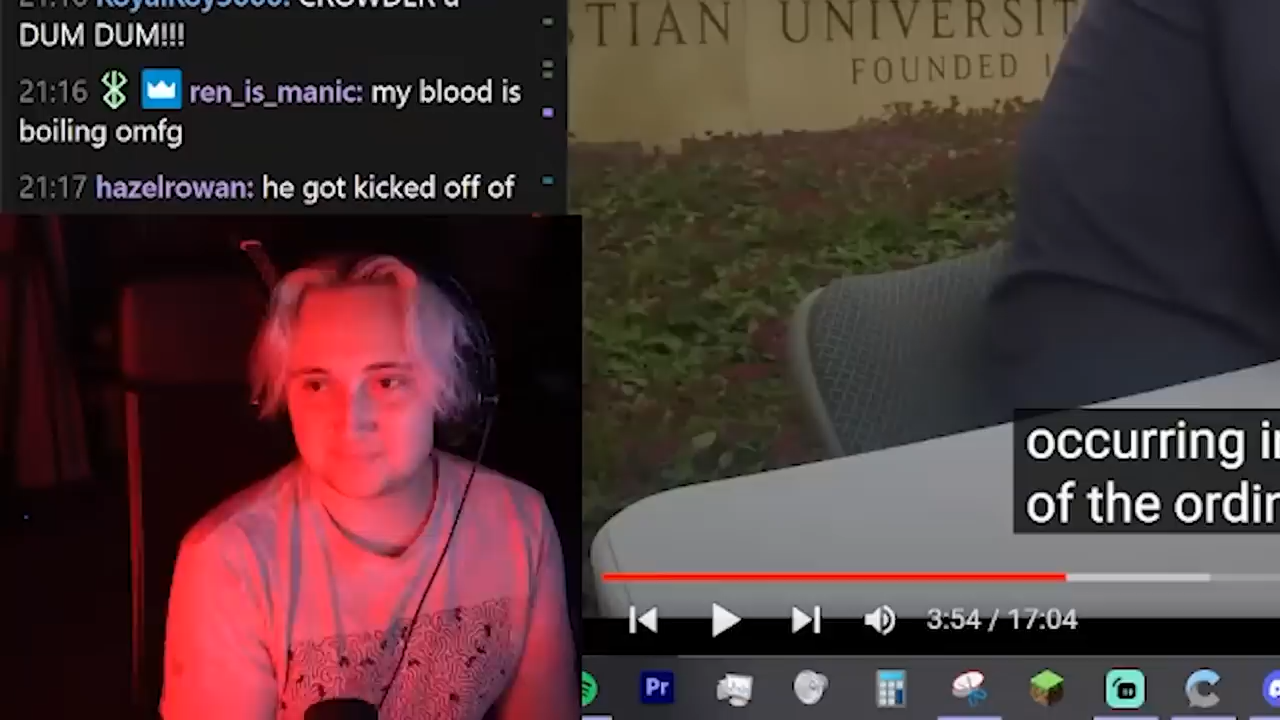 DUM DUM!!!
21:16 ren_is_manic: my blood is
boiling omfg
21:17 hazelrowan: he got kicked off of
TIAN UNIVERSIT
FOUNDED
occurring
of the
3:54 / 17:04
Pr